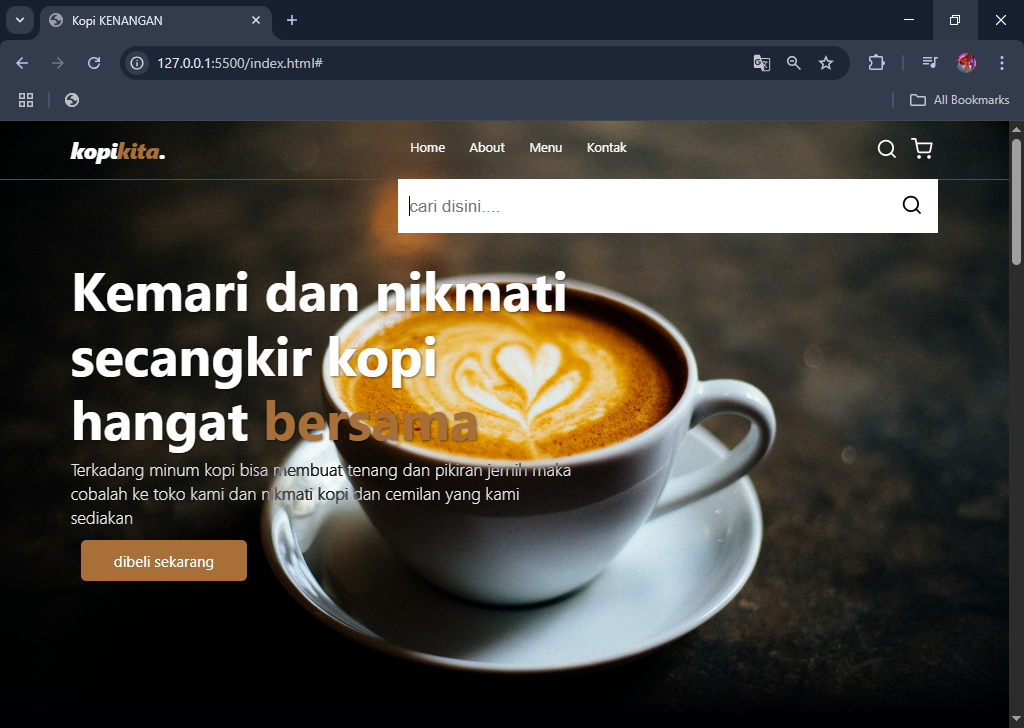 Kopi KENANGAN
127.0.0.1:5500/index.html#
All Bookmarks
kopikita.
Home About Menu Kontak
cari disini....
Kemari dan nikmati
secangkir kopi
hangat bersama
Terkadang minum kopi bisa membuat tenang dan pikiran jernih maka
cobalah ke toko kami dan nikmati kopi dan cemilan yang kami
sediakan
dibeli sekarang